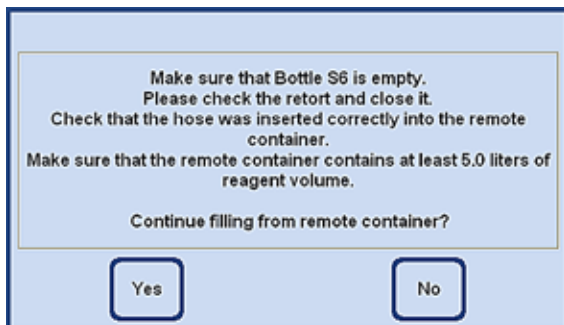 Make sure that Bottle S6 is empty.
Please check the retort and close it.
Check that the hose was inserted correctly into the remote
container.
Make sure that the remote container contains at least 5.0 liters of
reagent volume.
Continue filling from remote container?
Yes
No